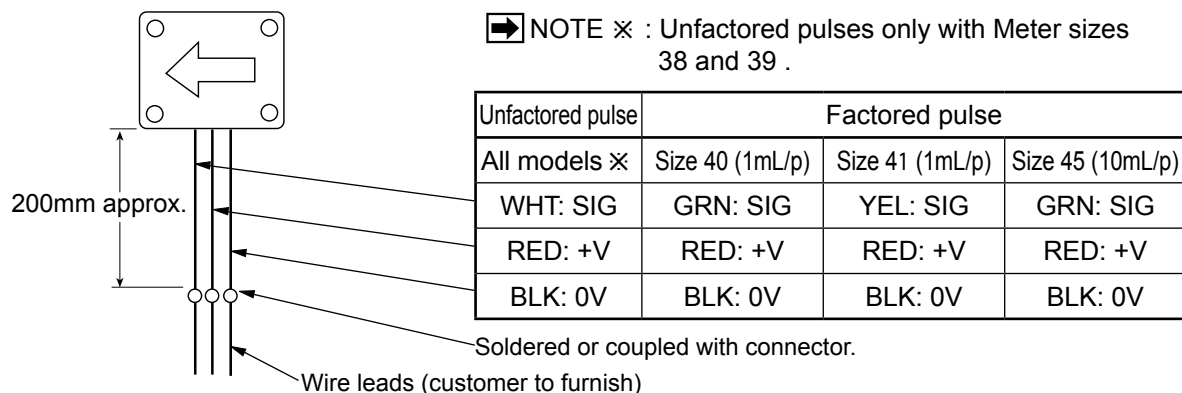 ➡ NOTE ※ : Unfactored pulses only with Meter sizes
38 and 39 .
Unfactored pulse Factored pulse
All models ※ Size 40 (1mL/p) Size 41 (1mL/p) Size 45 (10mL/p)
WHT: SIG GRN: SIG YEL: SIG GRN: SIG
RED: +V RED: +V RED: +V RED: +V
BLK: 0V BLK: 0V BLK: 0V BLK: 0V
200mm approx.
Soldered or coupled with connector.
Wire leads (customer to furnish)